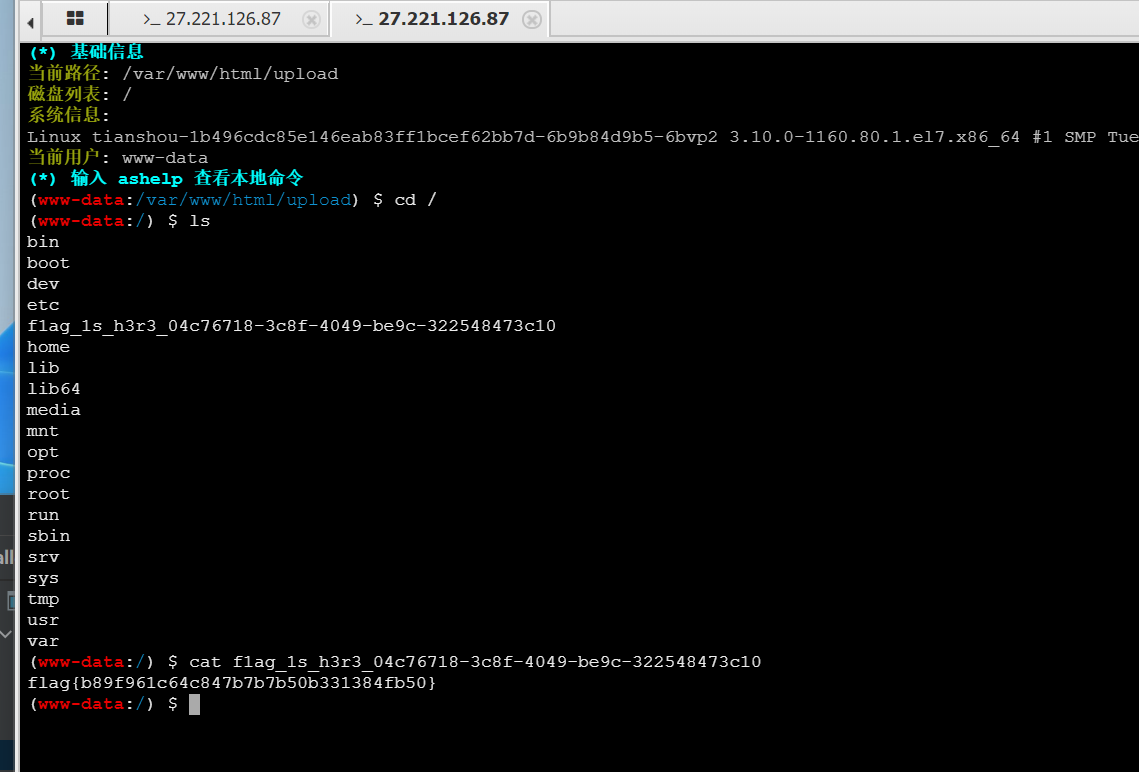 >_ 27.221.126.87 >_ 27.221.126.87
(*) 基础信息
当前路径: /var/www/html/upload
磁盘列表: /
系统信息:
Linux tianshou-1b496cdc85e146eab83ff1bcef62bb7d-6b9b84d9b5-6bvp2 3.10.0-1160.80.1.el7.x86_64 #1 SMP Tue
当前用户: www-data
(*) 输入 ashelp 查看本地命令
(www-data:/var/www/html/upload) $ cd /
(www-data:/) $ ls
bin
boot
dev
etc
f1ag_1s_h3r3_04c76718-3c8f-4049-be9c-322548473c10
home
lib
lib64
media
mnt
opt
proc
root
run
sbin
srv
sys
tmp
usr
var
(www-data:/) $ cat f1ag_1s_h3r3_04c76718-3c8f-4049-be9c-322548473c10
flag{b89f961c64c847b7b7b50b331384fb50}
(www-data:/) $